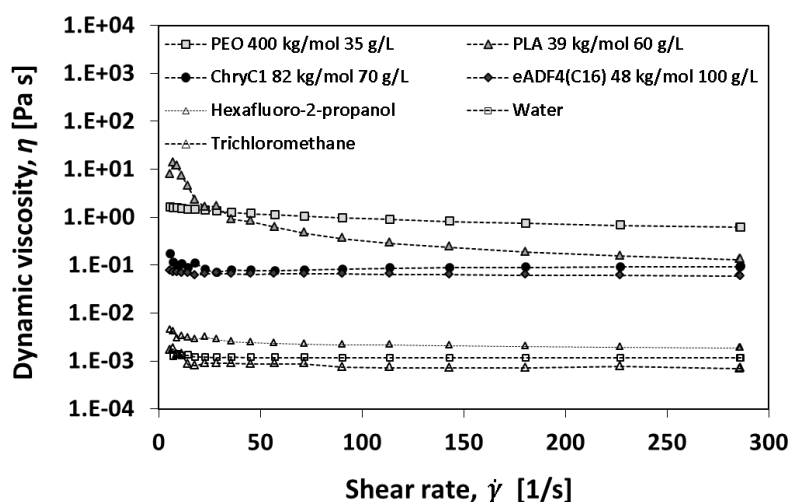 1.E+04
1.E+03
1.E+02
1.E+01
1.E+00
1.E-01
1.E-02
1.E-03
1.E-04
Dynamic viscosity, η [Pa s]
PEO 400 kg/mol 35 g/L
PLA 39 kg/mol 60 g/L
ChryC1 82 kg/mol 70 g/L
eADF4(C16) 48 kg/mol 100 g/L
Hexafluoro-2-propanol
Water
Trichloromethane
0 50 100 150 200 250 300
Shear rate, γ̇ [1/s]